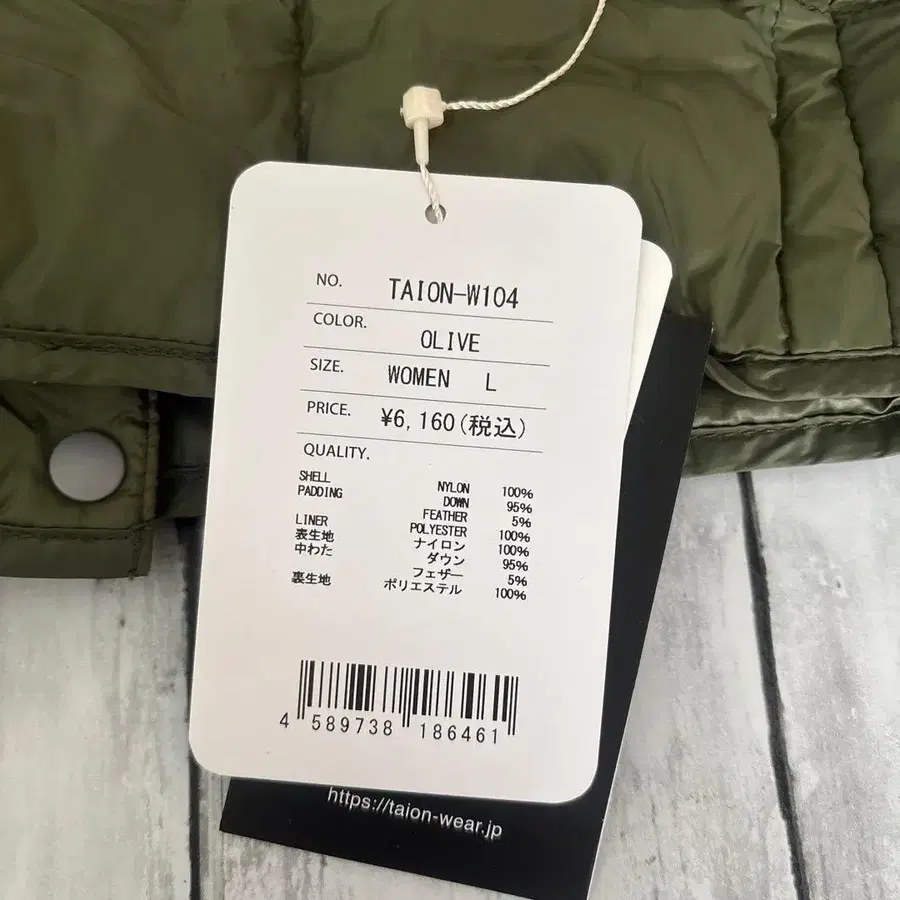 NO. TAION-W104
COLOR. OLIVE
SIZE. WOMEN L
PRICE. ¥6,160(税込)
QUALITY.
SHELL NYLON 100%
PADDING DOWN 95%
FEATHER 5%
LINER POLYESTER 100%
表生地 ナイロン 100%
中わた ダウン 95%
フェザー 5%
裏生地 ポリエステル 100%
4 589738 186461
https://taion-wear.jp